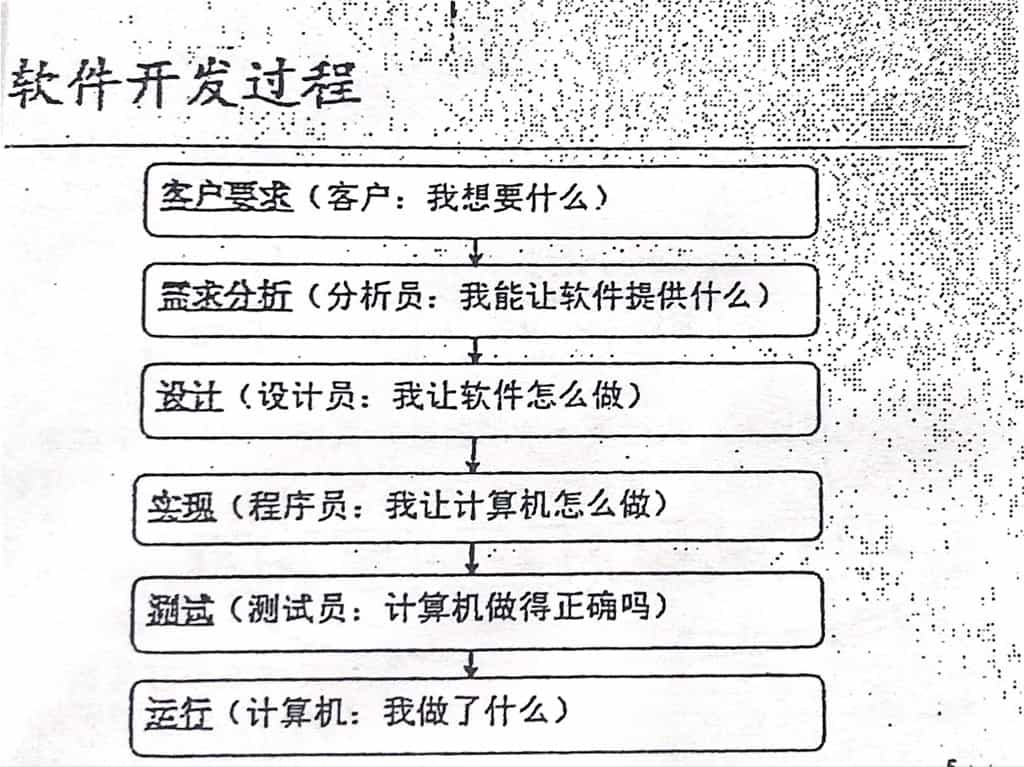 软件开发过程
客户要求（客户：我想要什么）
需求分析（分析员：我能让软件提供什么）
设计（设计员：我让软件怎么做）
实现（程序员：我让计算机怎么做）
测试（测试员：计算机做得正确吗）
运行（计算机：我做了什么）